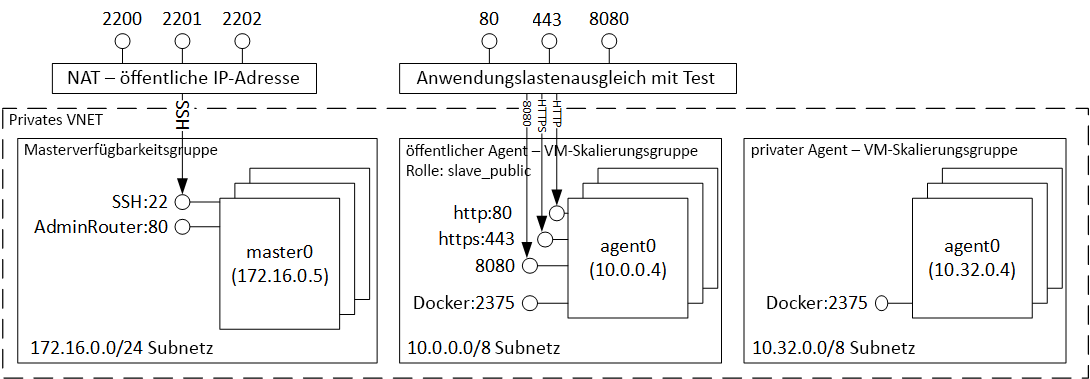 2200
2201
2202
80
443
8080
NAT – öffentliche IP-Adresse
Anwendungslastenausgleich mit Test
SSH
8080
HTTPS
HTTP
Privates VNET
Masterverfügbarkeitsgruppe
SSH:22
AdminRouter:80
master0
(172.16.0.5)
172.16.0.0/24 Subnetz
öffentlicher Agent – VM-Skalierungsgruppe
Rolle: slave_public
http:80
https:443
8080
Docker:2375
agent0
(10.0.0.4)
10.0.0.0/8 Subnetz
privater Agent – VM-Skalierungsgruppe
agent0
(10.32.0.4)
Docker:2375
10.32.0.0/8 Subnetz